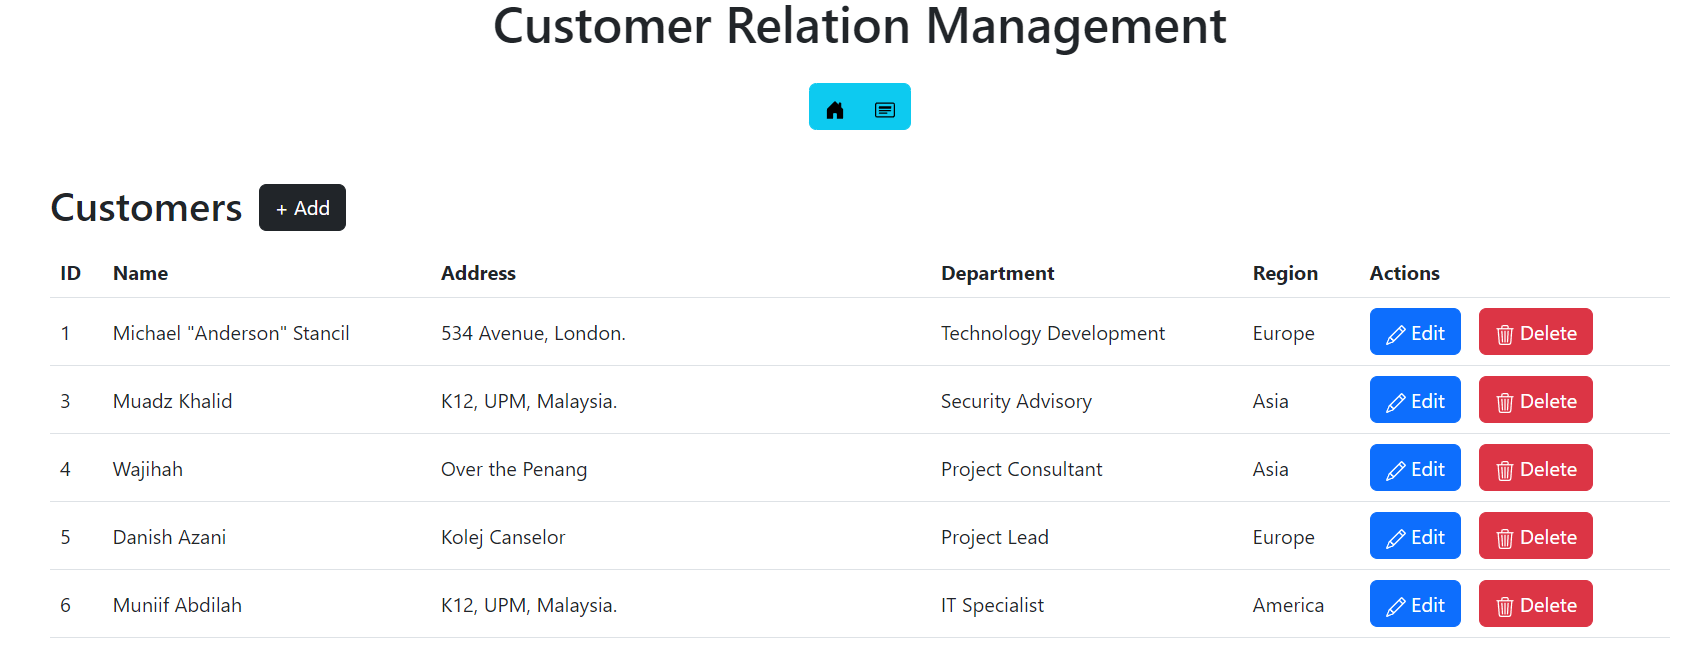 Customer Relation Management
Customers + Add
ID Name Address Department Region Actions
1 Michael "Anderson" Stancil 534 Avenue, London. Technology Development Europe Edit Delete
3 Muadz Khalid K12, UPM, Malaysia. Security Advisory Asia Edit Delete
4 Wajihah Over the Penang Project Consultant Asia Edit Delete
5 Danish Azani Kolej Canselor Project Lead Europe Edit Delete
6 Muniif Abdilah K12, UPM, Malaysia. IT Specialist America Edit Delete